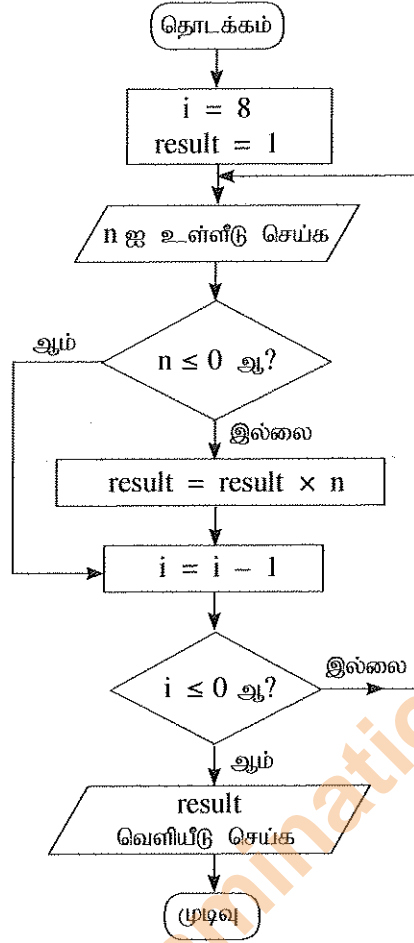 தொடக்கம்
i = 8
result = 1
n ஐ உள்ளீடு செய்க
n ≤ 0 ஆ?
ஆம்
இல்லை
result = result × n
i = i − 1
i ≤ 0 ஆ?
இல்லை
ஆம்
result
வெளியீடு செய்க
முடிவு